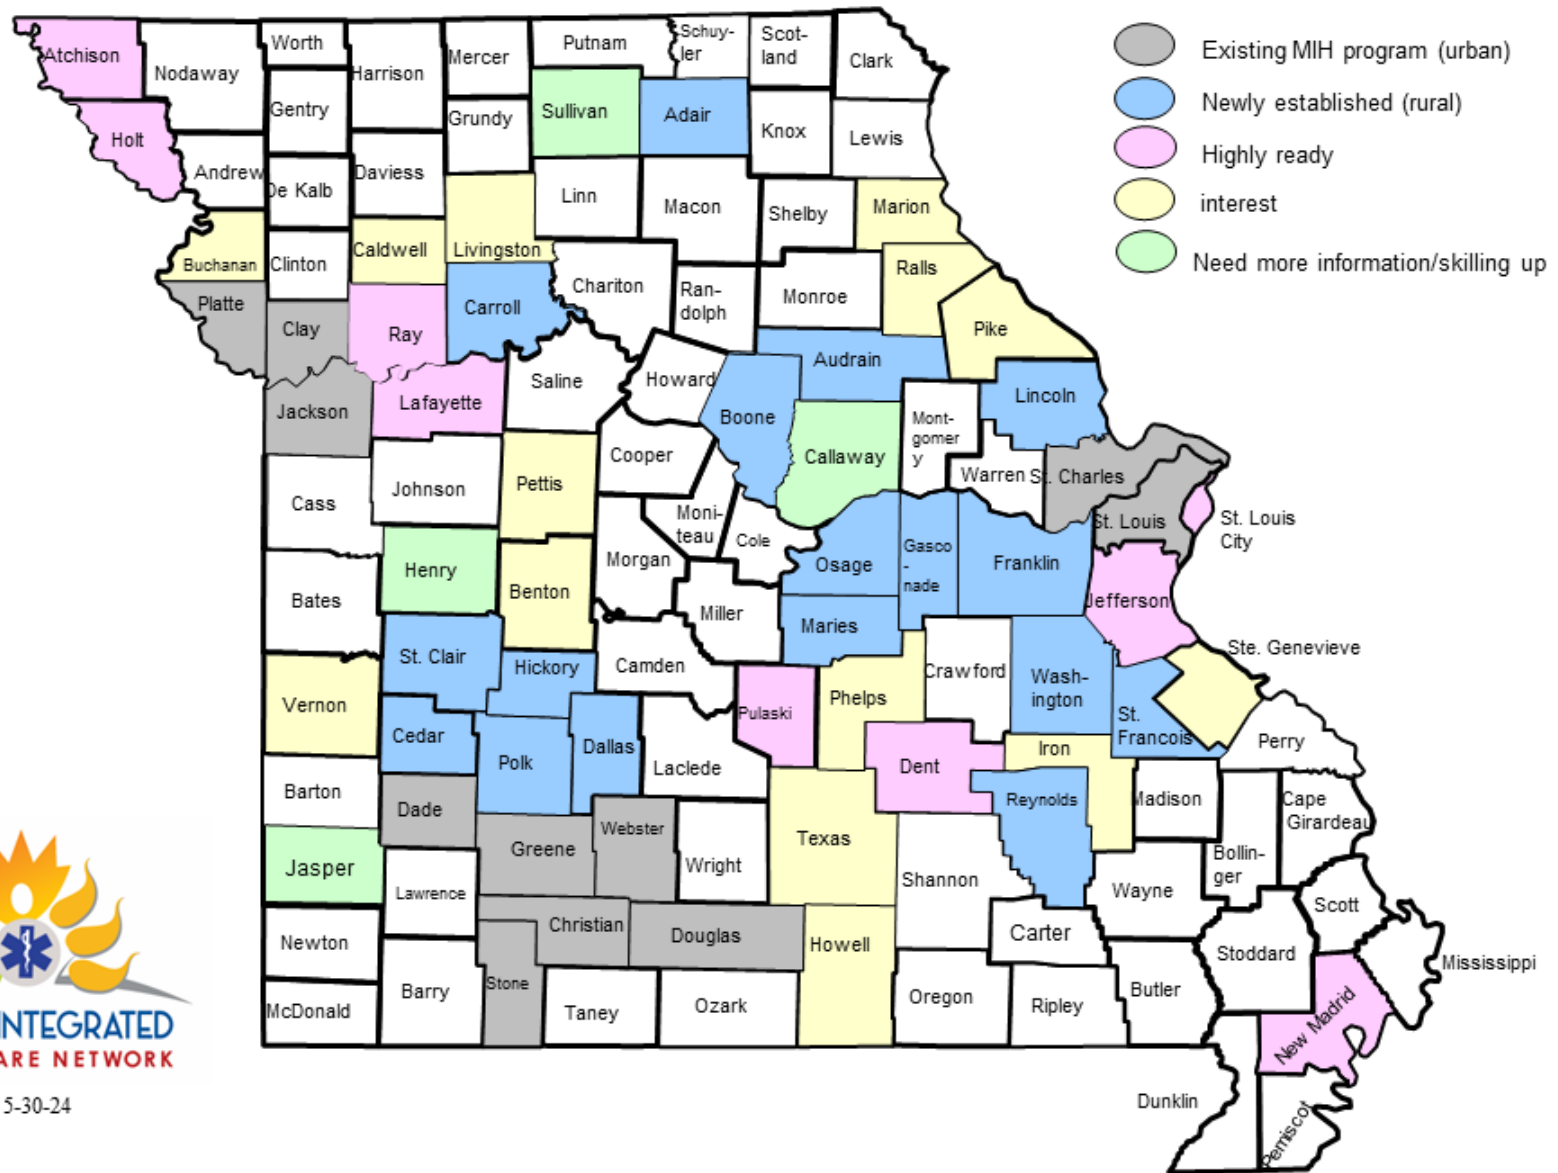 Atchison
Nodaway
Worth
Harrison
Mercer
Putnam
Schuy-
ler
Scot-
land
Clark
Existing MIH program (urban)
Newly established (rural)
Highly ready
interest
Need more information/skilling up
Holt
Gentry
Grundy
Sullivan
Adair
Knox
Lewis
Andrew
De Kalb
Daviess
Linn
Macon
Shelby
Marion
Buchanan
Clinton
Caldwell
Livingston
Chariton
Ran-
dolph
Monroe
Ralls
Pike
Platte
Clay
Ray
Carroll
Audrain
Jackson
Lafayette
Saline
Howard
Boone
Callaway
Mont-
gomer
y
Lincoln
Warren
St. Charles
Cass
Johnson
Pettis
Cooper
Moni-
teau
Cole
Osage
Gasco
-
nade
Franklin
St. Louis
St. Louis
City
Bates
Henry
Benton
Morgan
Miller
Maries
Jefferson
Ste. Genevieve
Vernon
St. Clair
Hickory
Camden
Pulaski
Phelps
Crawford
Wash-
ington
St.
Francois
Perry
Cedar
Polk
Dallas
Laclede
Dent
Iron
Reynolds
Madison
Cape
Girardeau
Bollin-
ger
Barton
Dade
Greene
Webster
Wright
Texas
Shannon
Wayne
Scott
Jasper
Lawrence
Christian
Douglas
Howell
Carter
Stoddard
Mississippi
Newton
Barry
Stone
Taney
Ozark
Oregon
Ripley
Butler
New Madrid
McDonald
Dunklin
Pemiscot
INTEGRATED
ARE NETWORK
5-30-24